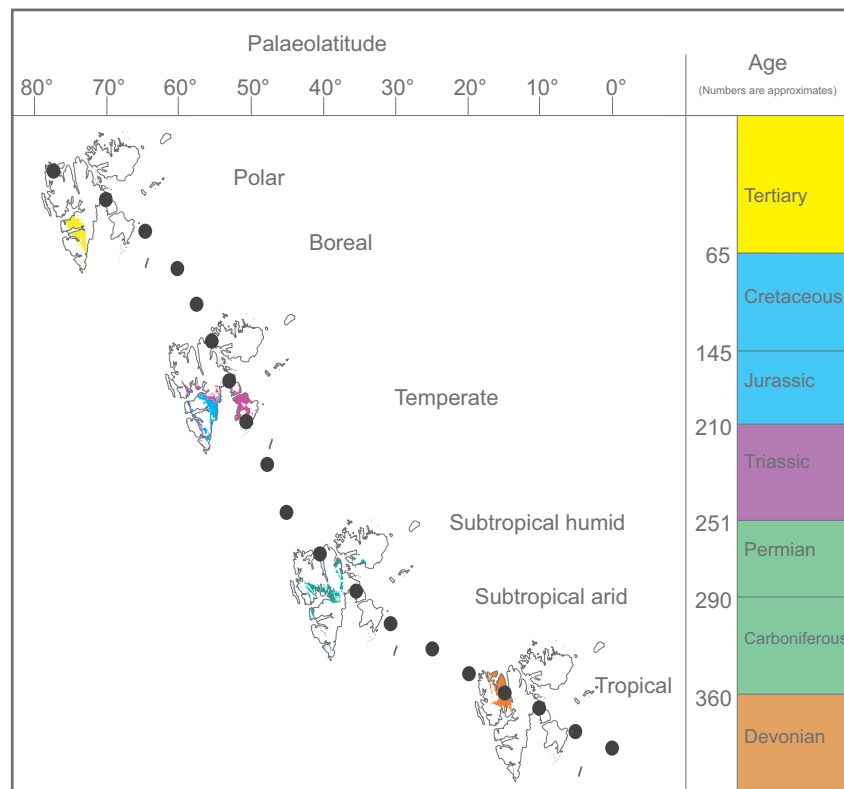 Palaeolatitude
80° 70° 60° 50° 40° 30° 20° 10° 0°
Age
(Numbers are approximates)
Polar
Tertiary
Boreal
65
Cretaceous
145
Jurassic
Temperate
210
Triassic
Subtropical humid
251
Permian
Subtropical arid
290
Carboniferous
Tropical
360
Devonian